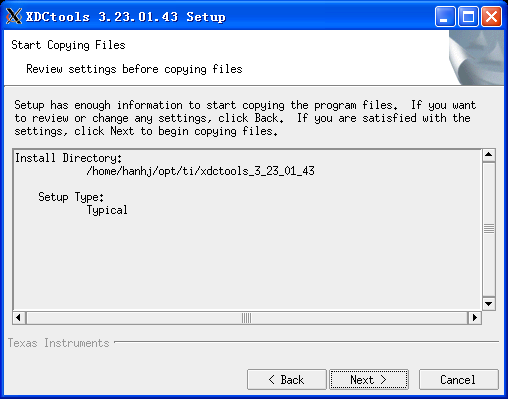 XDCtools 3.23.01.43 Setup
Start Copying Files
Review settings before copying files
Setup has enough information to start copying the program files.  If you want
to review or change any settings, click Back.  If you are satisfied with the
settings, click Next to begin copying files.
Install Directory:
/home/hanhj/opt/ti/xdctools_3_23_01_43
Setup Type:
Typical
Texas Instruments
< Back
Next >
Cancel